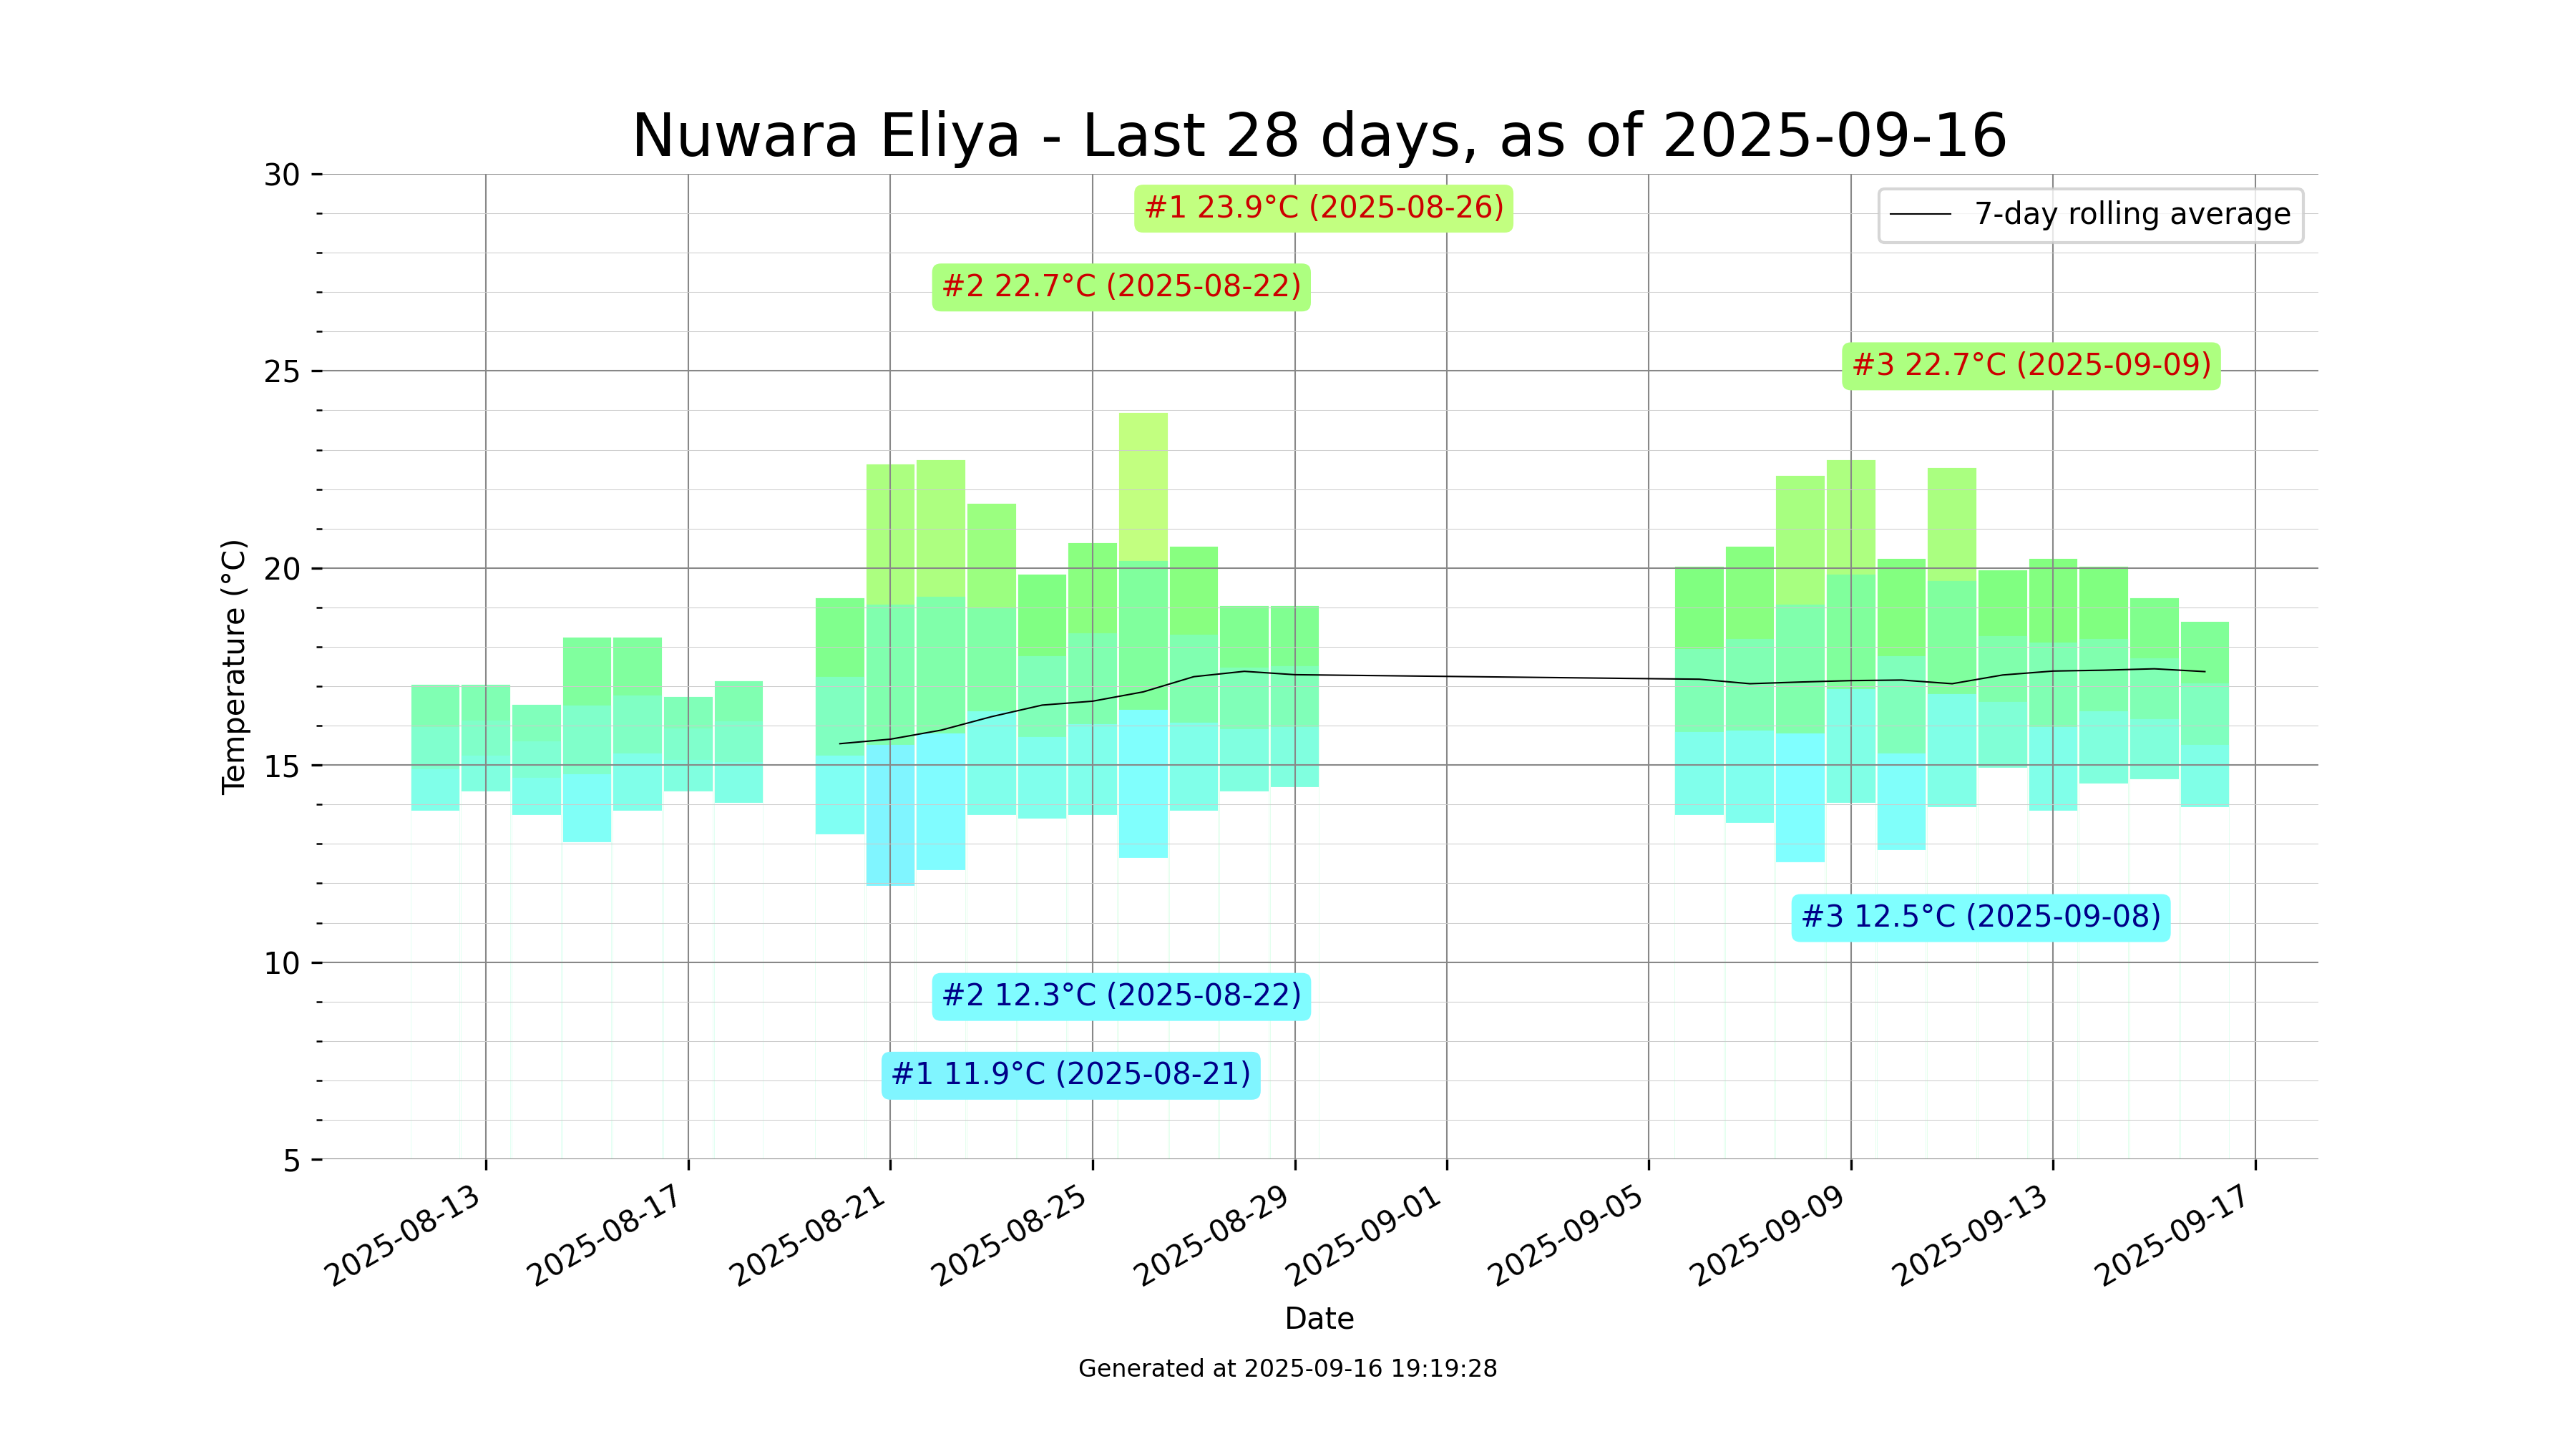 Nuwara Eliya - Last 28 days, as of 2025-09-16
30
#1 23.9°C (2025-08-26)
7-day rolling average
#2 22.7°C (2025-08-22)
#3 22.7°C (2025-09-09)
25
20
Temperature (°C)
15
#3 12.5°C (2025-09-08)
10
#2 12.3°C (2025-08-22)
#1 11.9°C (2025-08-21)
5
2025-08-13
2025-08-17
2025-08-21
2025-08-25
2025-08-29
2025-09-01
2025-09-05
2025-09-09
2025-09-13
2025-09-17
Date
Generated at 2025-09-16 19:19:28